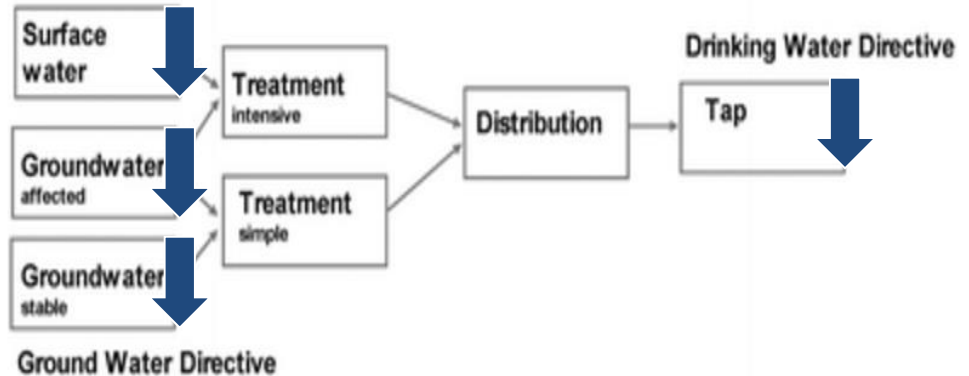 Surface
water
Groundwater
affected
Groundwater
stable
Ground Water Directive
Treatment
intensive
Treatment
simple
Distribution
Drinking Water Directive
Tap